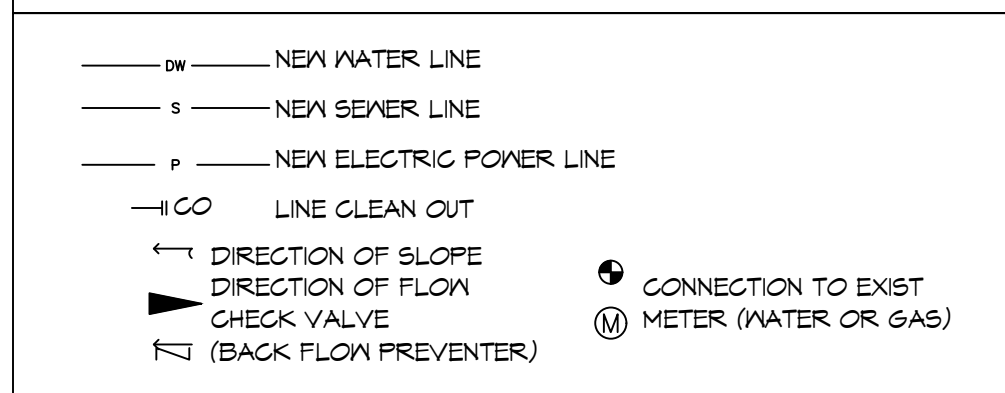 DW NEW WATER LINE
S NEW SEWER LINE
P NEW ELECTRIC POWER LINE
CO LINE CLEAN OUT
DIRECTION OF SLOPE
DIRECTION OF FLOW
CHECK VALVE
(BACK FLOW PREVENTER)
CONNECTION TO EXIST
M METER (WATER OR GAS)